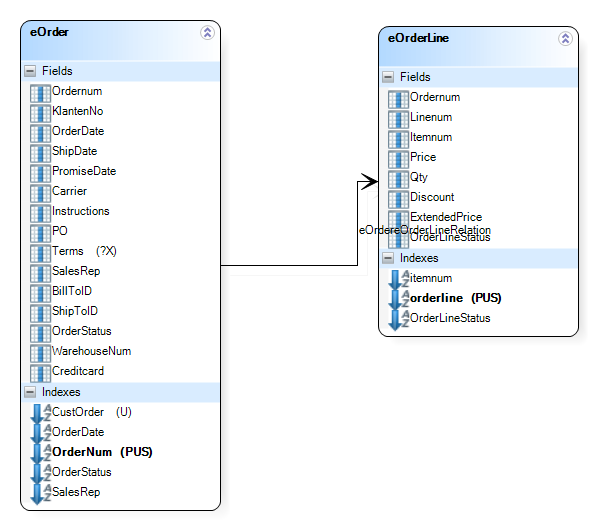 eOrder
Fields
Ordernum
KlantenNo
OrderDate
ShipDate
PromiseDate
Carrier
Instructions
PO
Terms (?X)
SalesRep
BillToID
ShipToID
OrderStatus
WarehouseNum
Creditcard
Indexes
CustOrder (U)
OrderDate
OrderNum (PUS)
OrderStatus
SalesRep
eOrdereOrderLineRelation
eOrderLine
Fields
Ordernum
Linenum
Itemnum
Price
Qty
Discount
ExtendedPrice
OrderLineStatus
Indexes
itemnum
orderline (PUS)
OrderLineStatus